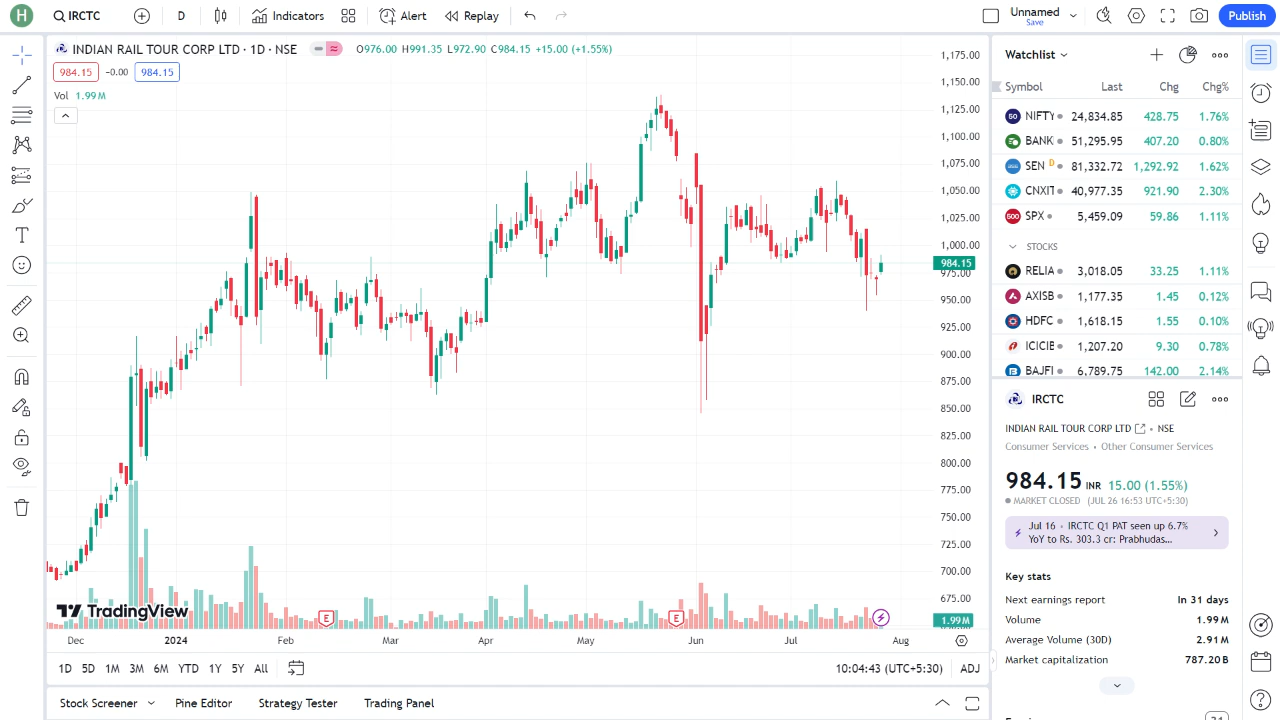 H
IRCTC
D
Indicators
Alert
Replay
Unnamed
Save
Publish
INDIAN RAIL TOUR CORP LTD · 1D · NSE
O976.00 H991.35 L972.90 C984.15 +15.00 (+1.55%)
984.15 -0.00 984.15
Vol 1.99 M
1,175.00
1,150.00
1,125.00
1,100.00
1,075.00
1,050.00
1,025.00
1,000.00
984.15
975.00
950.00
925.00
900.00
875.00
850.00
825.00
800.00
775.00
750.00
725.00
700.00
675.00
1.99 M
TradingView
E
E
Dec 2024 Feb Mar Apr May Jun Jul Aug
1D 5D 1M 3M 6M YTD 1Y 5Y All
10:04:43 (UTC+5:30) ADJ
Stock Screener Pine Editor Strategy Tester Trading Panel
Watchlist
Symbol Last Chg Chg%
50 NIFTY 24,834.85 428.75 1.76%
BANK 51,295.95 407.20 0.80%
SEN D 81,332.72 1,292.92 1.62%
CNXIT 40,977.35 921.90 2.30%
500 SPX 5,459.09 59.86 1.11%
STOCKS
RELIA 3,018.05 33.25 1.11%
AXISB 1,177.35 1.45 0.12%
HDFC 1,618.15 1.55 0.10%
ICICIE 1,207.20 9.30 0.78%
BAJFI 6,789.75 142.00 2.14%
IRCTC
INDIAN RAIL TOUR CORP LTD • NSE
Consumer Services • Other Consumer Services
984.15 INR 15.00 (1.55%)
MARKET CLOSED (JUL 26 16:53 UTC+5:30)
Jul 16 • IRCTC Q1 PAT seen up 6.7%
YoY to Rs. 303.3 cr: Prabhudas...
Key stats
Next earnings report In 31 days
Volume 1.99 M
Average Volume (30D) 2.91 M
Market capitalization 787.20 B